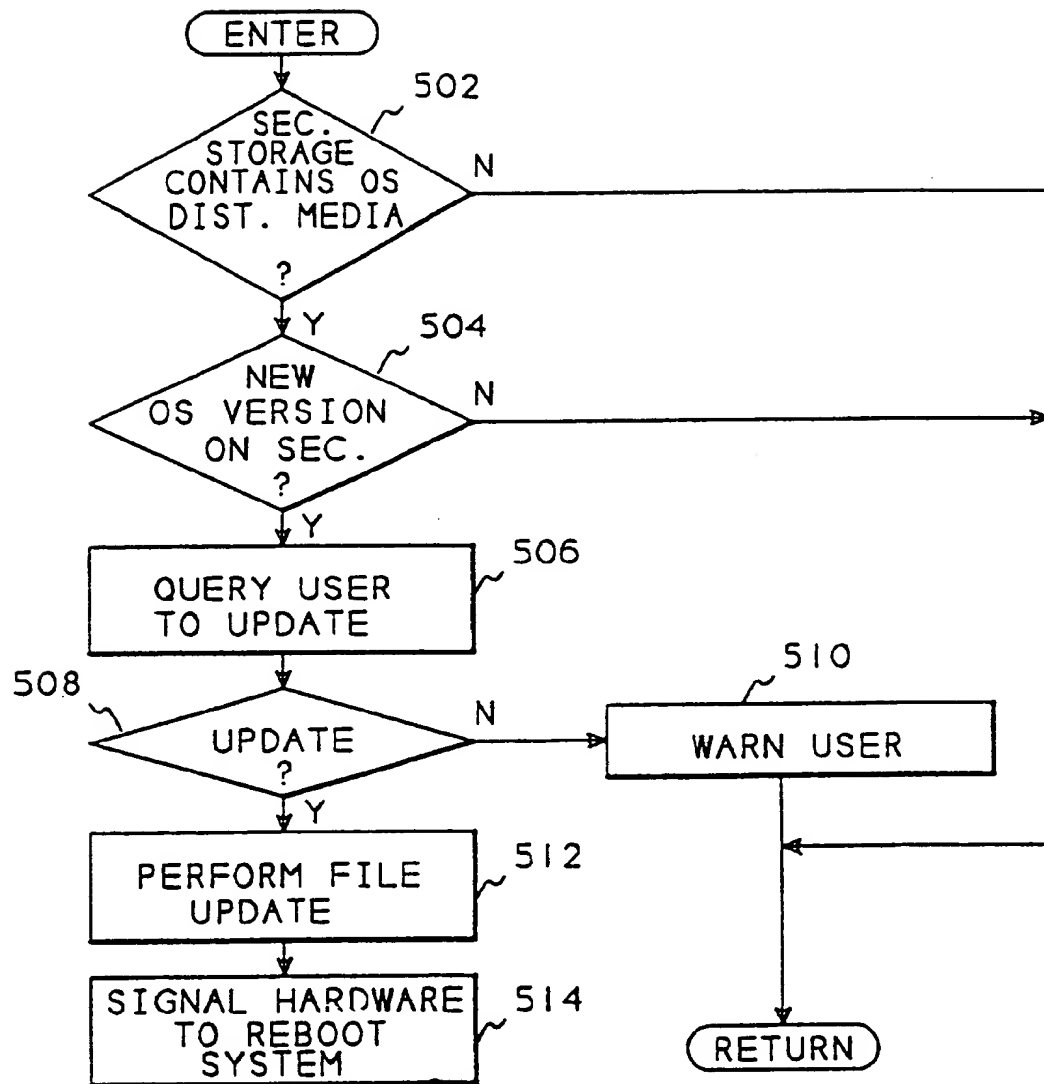 ENTER
502
SEC.
STORAGE
CONTAINS OS
DIST. MEDIA
?
N
Y
504
NEW
OS VERSION
ON SEC.
?
N
Y
506
QUERY USER
TO UPDATE
508
UPDATE
?
N
Y
510
WARN USER
512
PERFORM FILE
UPDATE
514
SIGNAL HARDWARE
TO REBOOT
SYSTEM
RETURN